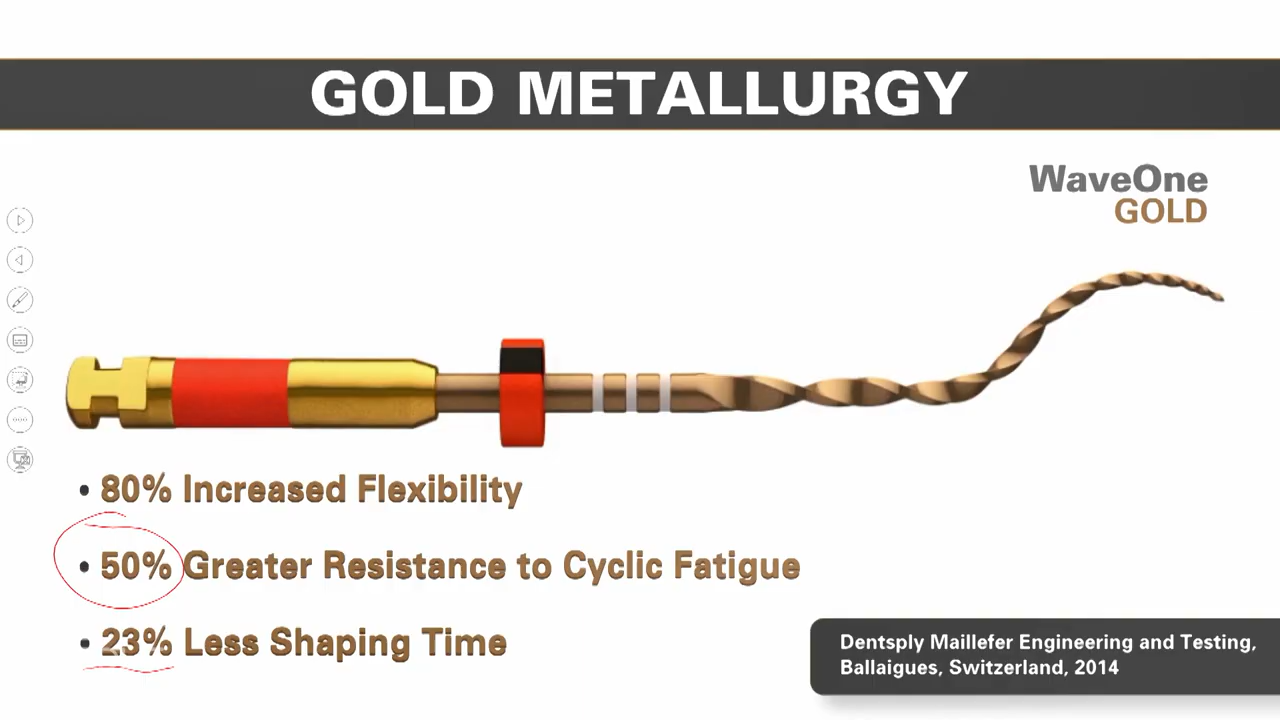 GOLD METALLURGY
WaveOne
GOLD
• 80% Increased Flexibility
• 50% Greater Resistance to Cyclic Fatigue
• 23% Less Shaping Time
Dentsply Maillefer Engineering and Testing,
Ballaigues, Switzerland, 2014